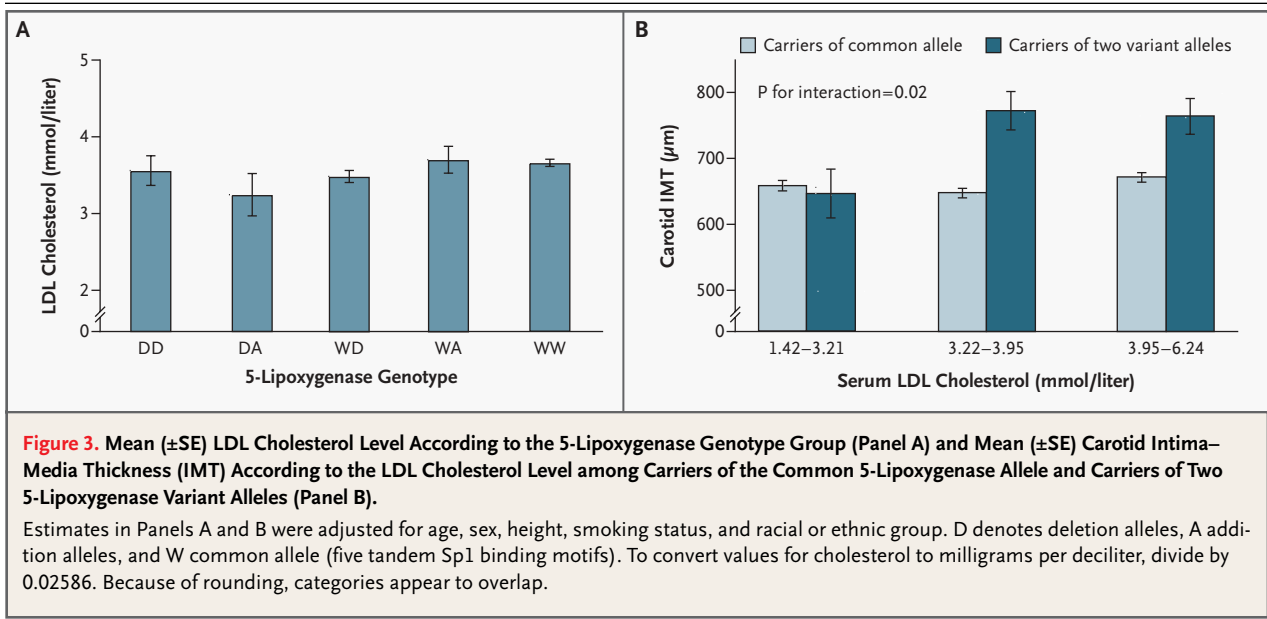 A
5
4
3
2
0
LDL Cholesterol (mmol/liter)
DD DA WD WA WW
5-Lipoxygenase Genotype
B
Carriers of common allele Carriers of two variant alleles
P for interaction=0.02
800
700
600
500
0
Carotid IMT (µm)
1.42–3.21 3.22–3.95 3.95–6.24
Serum LDL Cholesterol (mmol/liter)
Figure 3. Mean (±SE) LDL Cholesterol Level According to the 5-Lipoxygenase Genotype Group (Panel A) and Mean (±SE) Carotid Intima–
Media Thickness (IMT) According to the LDL Cholesterol Level among Carriers of the Common 5-Lipoxygenase Allele and Carriers of Two
5-Lipoxygenase Variant Alleles (Panel B).
Estimates in Panels A and B were adjusted for age, sex, height, smoking status, and racial or ethnic group. D denotes deletion alleles, A addi-
tion alleles, and W common allele (five tandem Sp1 binding motifs). To convert values for cholesterol to milligrams per deciliter, divide by
0.02586. Because of rounding, categories appear to overlap.